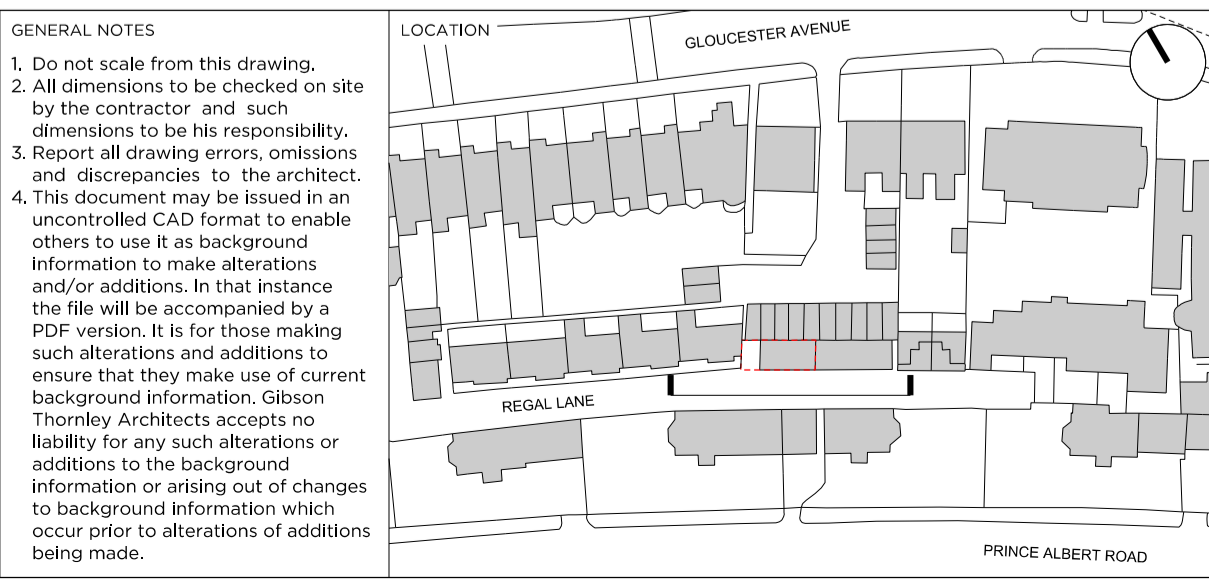 GENERAL NOTES
1. Do not scale from this drawing.
2. All dimensions to be checked on site
by the contractor and such
dimensions to be his responsibility.
3. Report all drawing errors, omissions
and discrepancies to the architect.
4. This document may be issued in an
uncontrolled CAD format to enable
others to use it as background
information to make alterations
and/or additions. In that instance
the file will be accompanied by a
PDF version. It is for those making
such alterations and additions to
ensure that they make use of current
background information. Gibson
Thornley Architects accepts no
liability for any such alterations or
additions to the background
information or arising out of changes
to background information which
occur prior to alterations of additions
being made.
LOCATION
GLOUCESTER AVENUE
REGAL LANE
PRINCE ALBERT ROAD